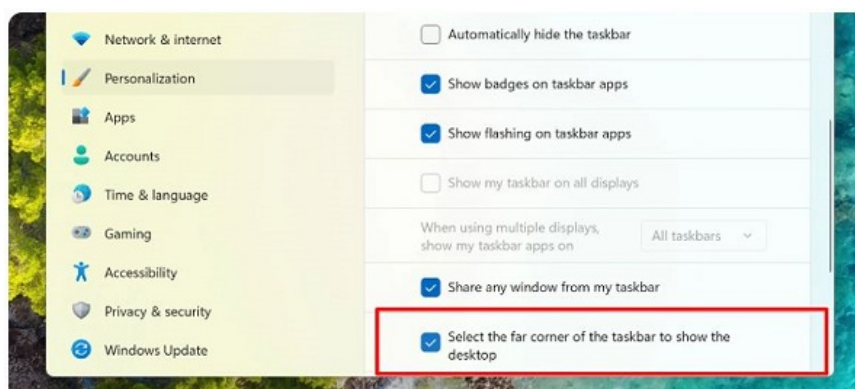 Network & internet
Personalization
Apps
Accounts
Time & language
Gaming
Accessibility
Privacy & security
Windows Update
Automatically hide the taskbar
Show badges on taskbar apps
Show flashing on taskbar apps
Show my taskbar on all displays
When using multiple displays,
show my taskbar apps on
All taskbars
Share any window from my taskbar
Select the far corner of the taskbar to show the
desktop